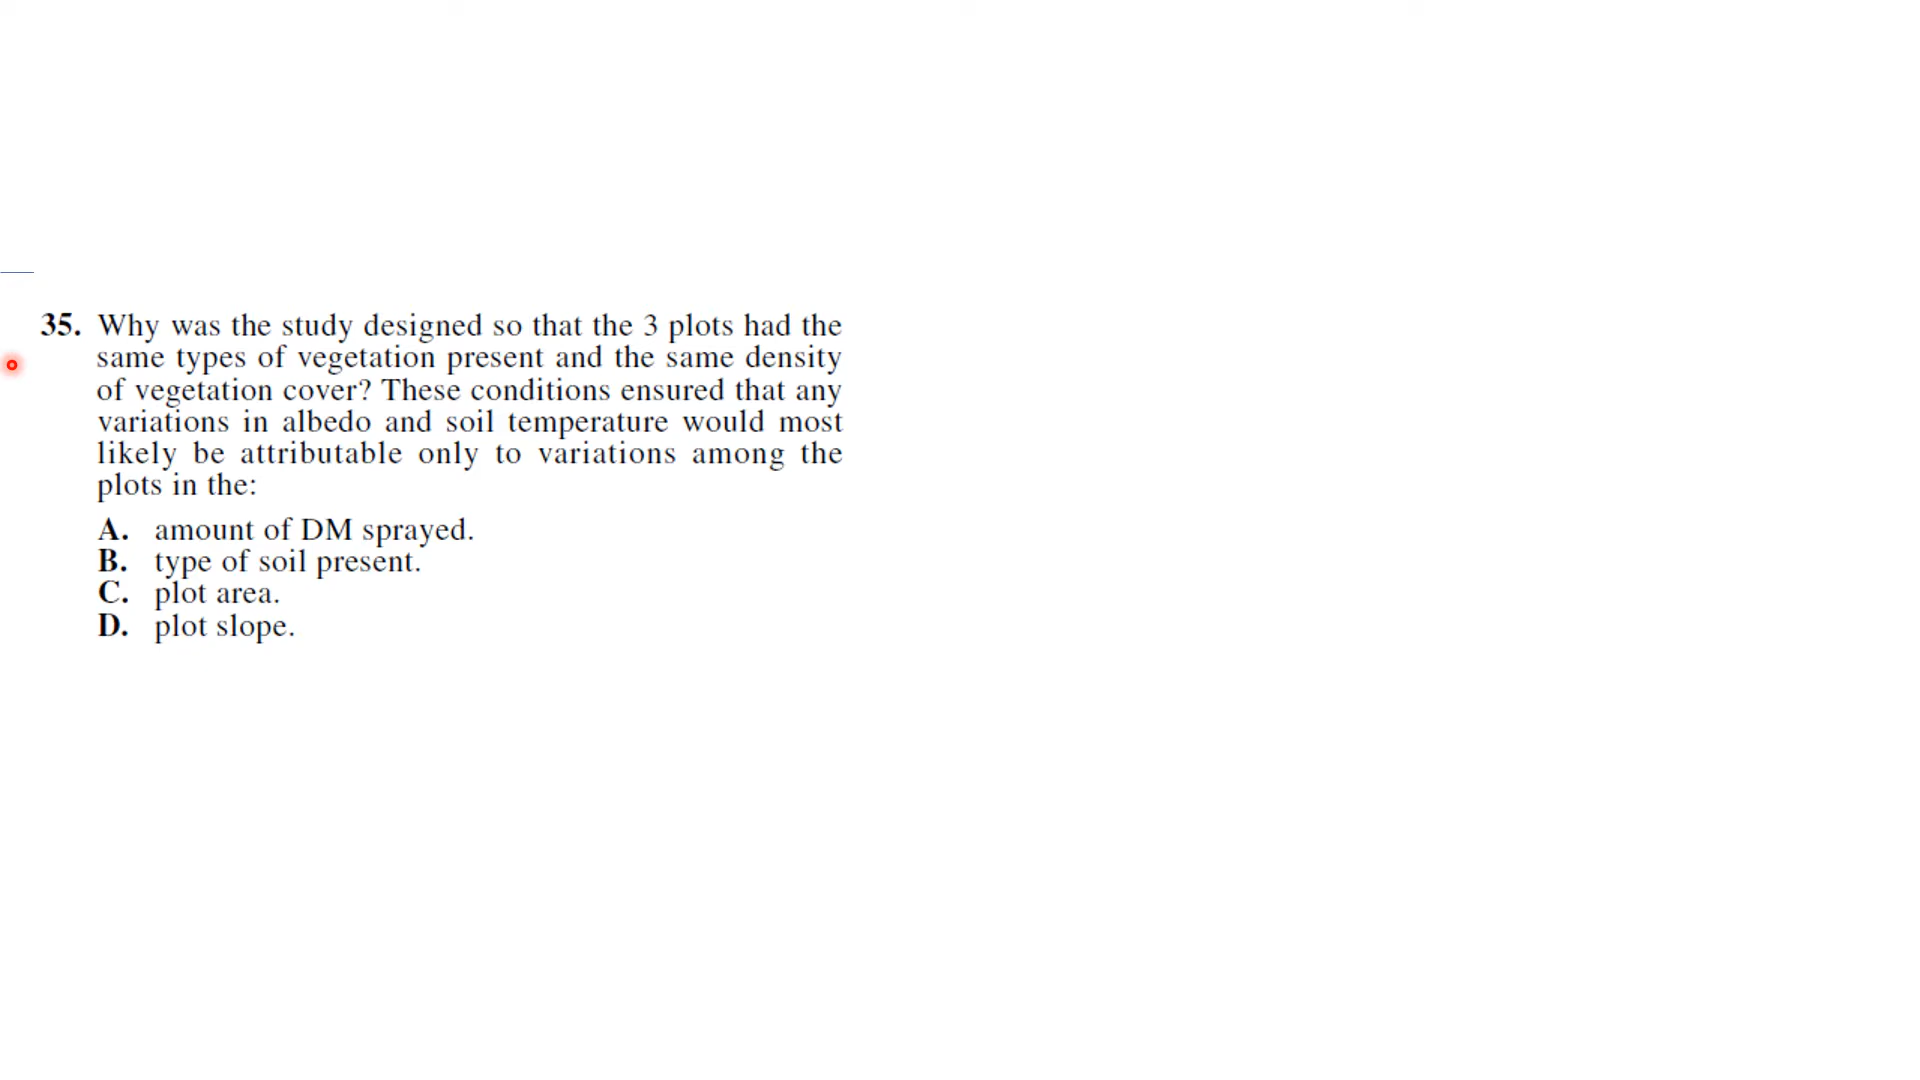 35. Why was the study designed so that the 3 plots had the
same types of vegetation present and the same density
of vegetation cover? These conditions ensured that any
variations in albedo and soil temperature would most
likely be attributable only to variations among the
plots in the:
A. amount of DM sprayed.
B. type of soil present.
C. plot area.
D. plot slope.